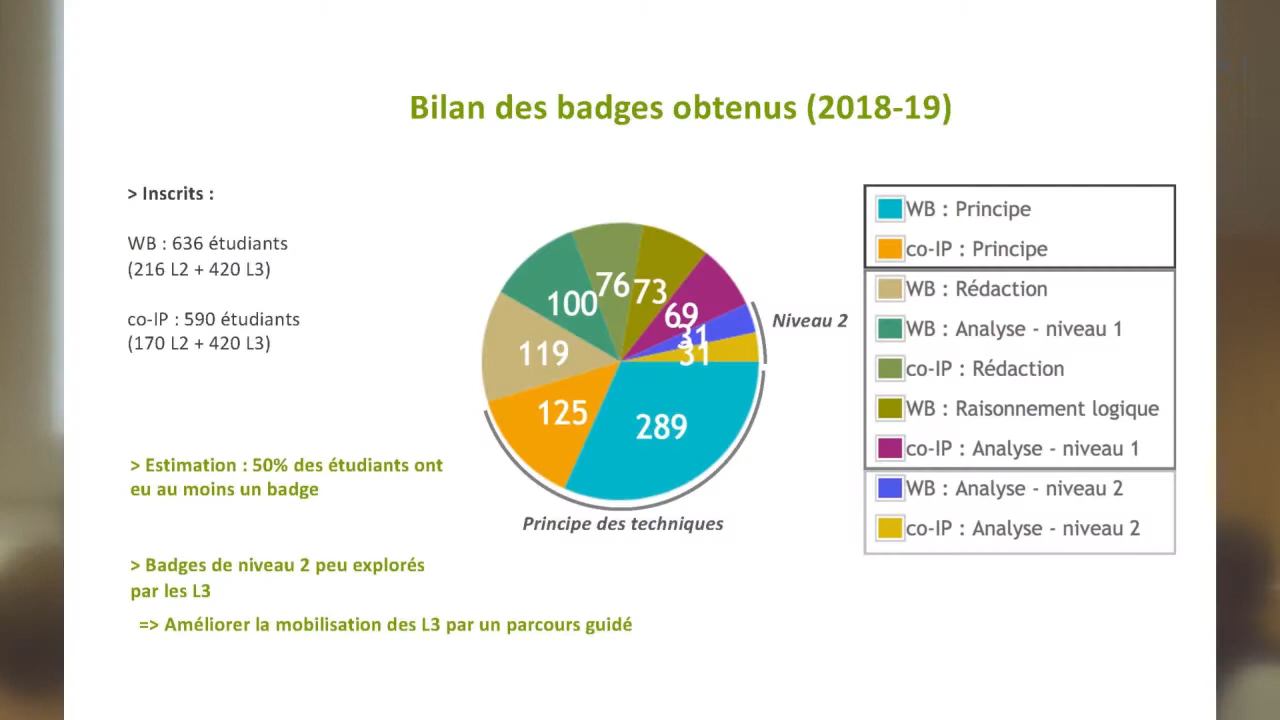 Bilan des badges obtenus (2018-19)
> Inscrits :
WB : 636 étudiants
(216 L2 + 420 L3)
co-IP : 590 étudiants
(170 L2 + 420 L3)
> Estimation : 50% des étudiants ont
eu au moins un badge
> Badges de niveau 2 peu explorés
par les L3
=> Améliorer la mobilisation des L3 par un parcours guidé
76
73
100
69
31
31
119
125
289
Niveau 2
Principe des techniques
WB : Principe
co-IP : Principe
WB : Rédaction
WB : Analyse - niveau 1
co-IP : Rédaction
WB : Raisonnement logique
co-IP : Analyse - niveau 1
WB : Analyse - niveau 2
co-IP : Analyse - niveau 2